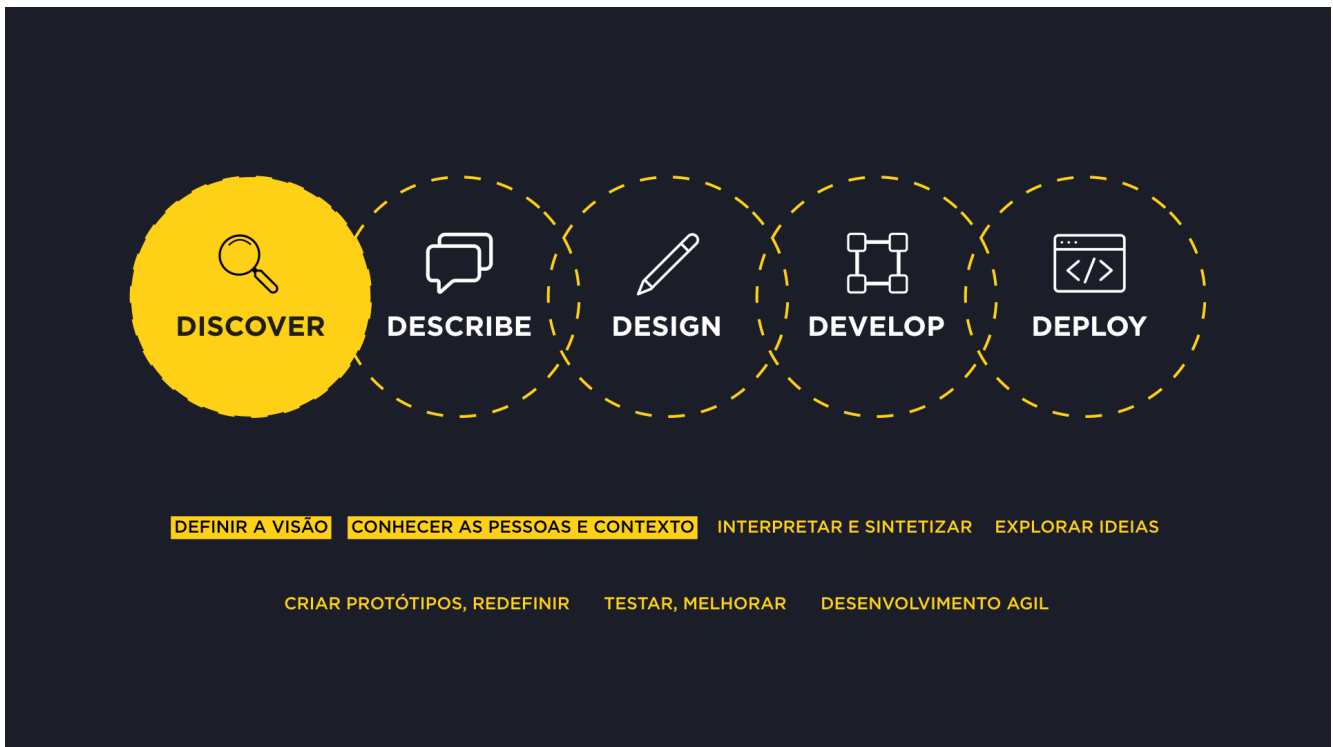 DISCOVER DESCRIBE DESIGN DEVELOP DEPLOY
DEFINIR A VISÃO CONHECER AS PESSOAS E CONTEXTO INTERPRETAR E SINTETIZAR EXPLORAR IDEIAS
CRIAR PROTÓTIPOS, REDEFINIR TESTAR, MELHORAR DESENVOLVIMENTO AGIL